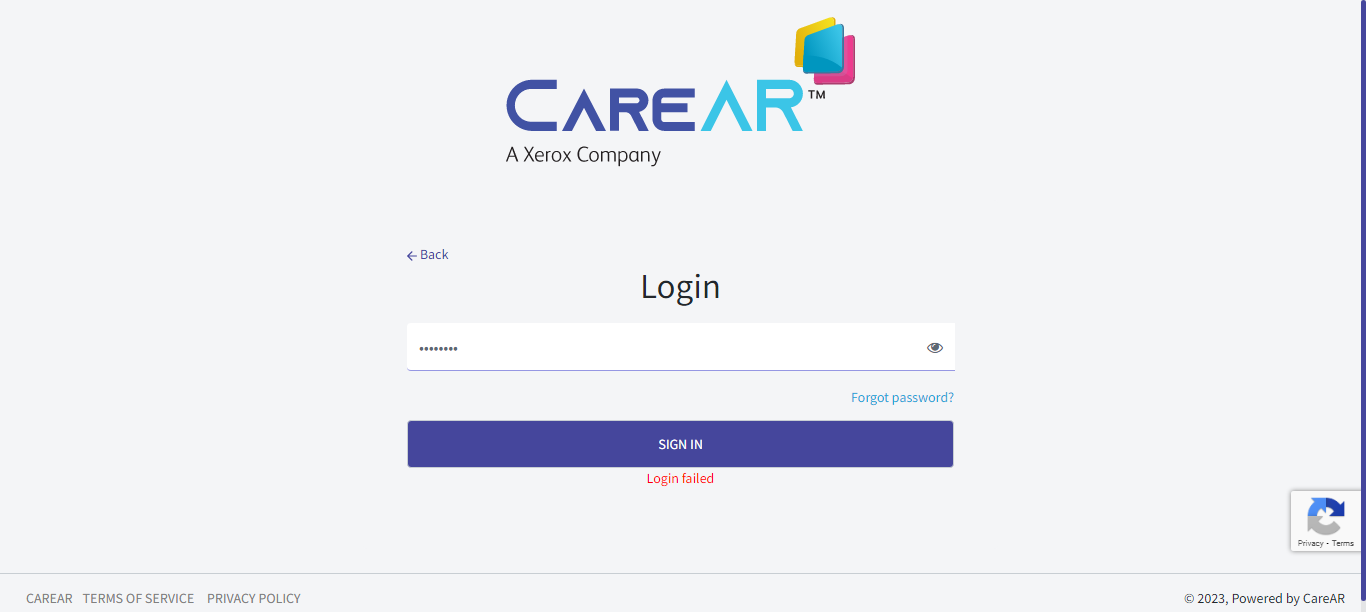 CAREAR™
A Xerox Company
Back
Login
••••••••
Forgot password?
SIGN IN
Login failed
Privacy - Terms
CAREAR TERMS OF SERVICE PRIVACY POLICY
© 2023, Powered by CareAR